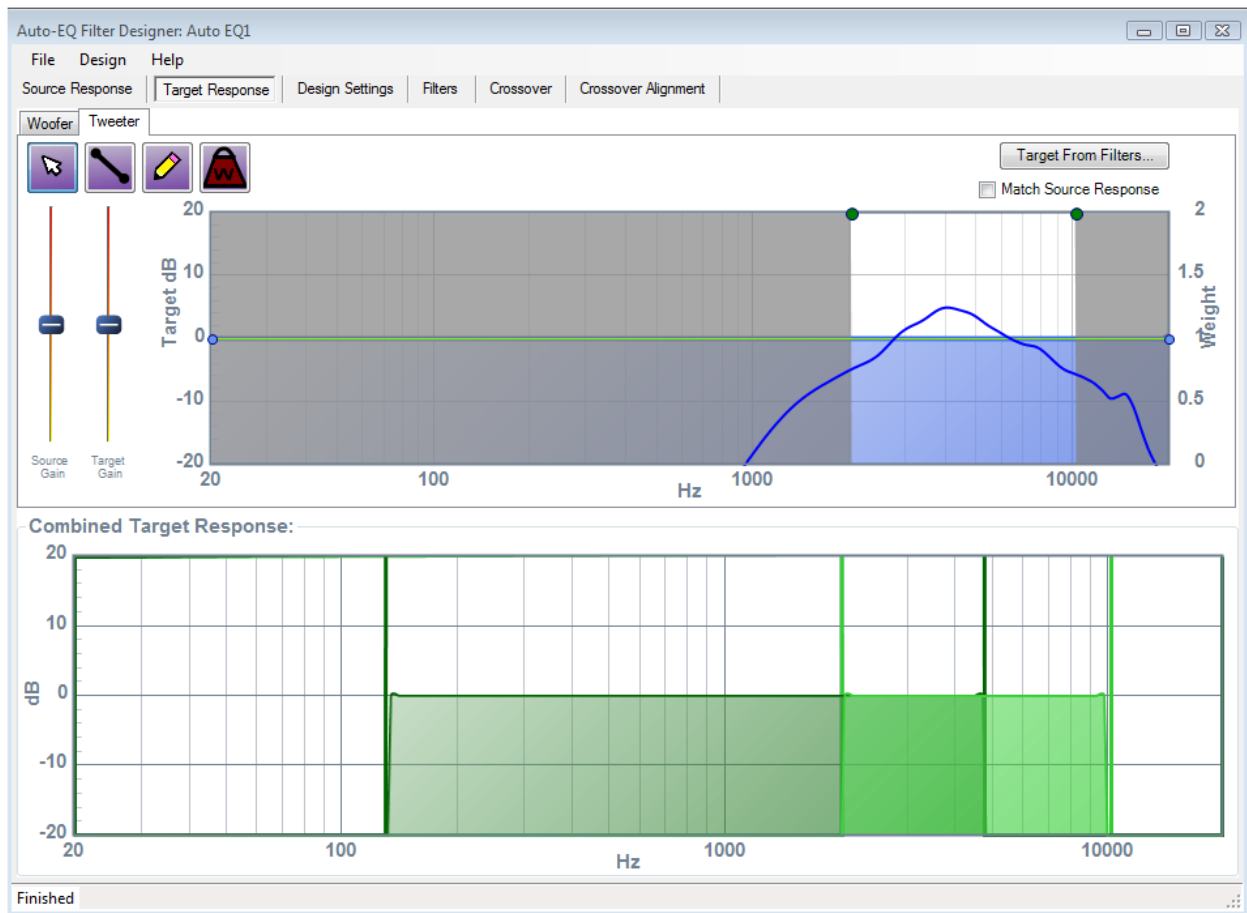 Auto-EQ Filter Designer: Auto EQ1
File Design Help
Source Response Target Response Design Settings Filters Crossover Crossover Alignment
Woofer Tweeter
W
Target From Filters...
Match Source Response
20 2
10 1.5
0 1
-10 0.5
-20 0
Target dB
Weight
Source Gain
Target Gain
20 100 1000 10000
Hz
Combined Target Response:
20
10
0
-10
-20
dB
20 100 1000 10000
Hz
Finished